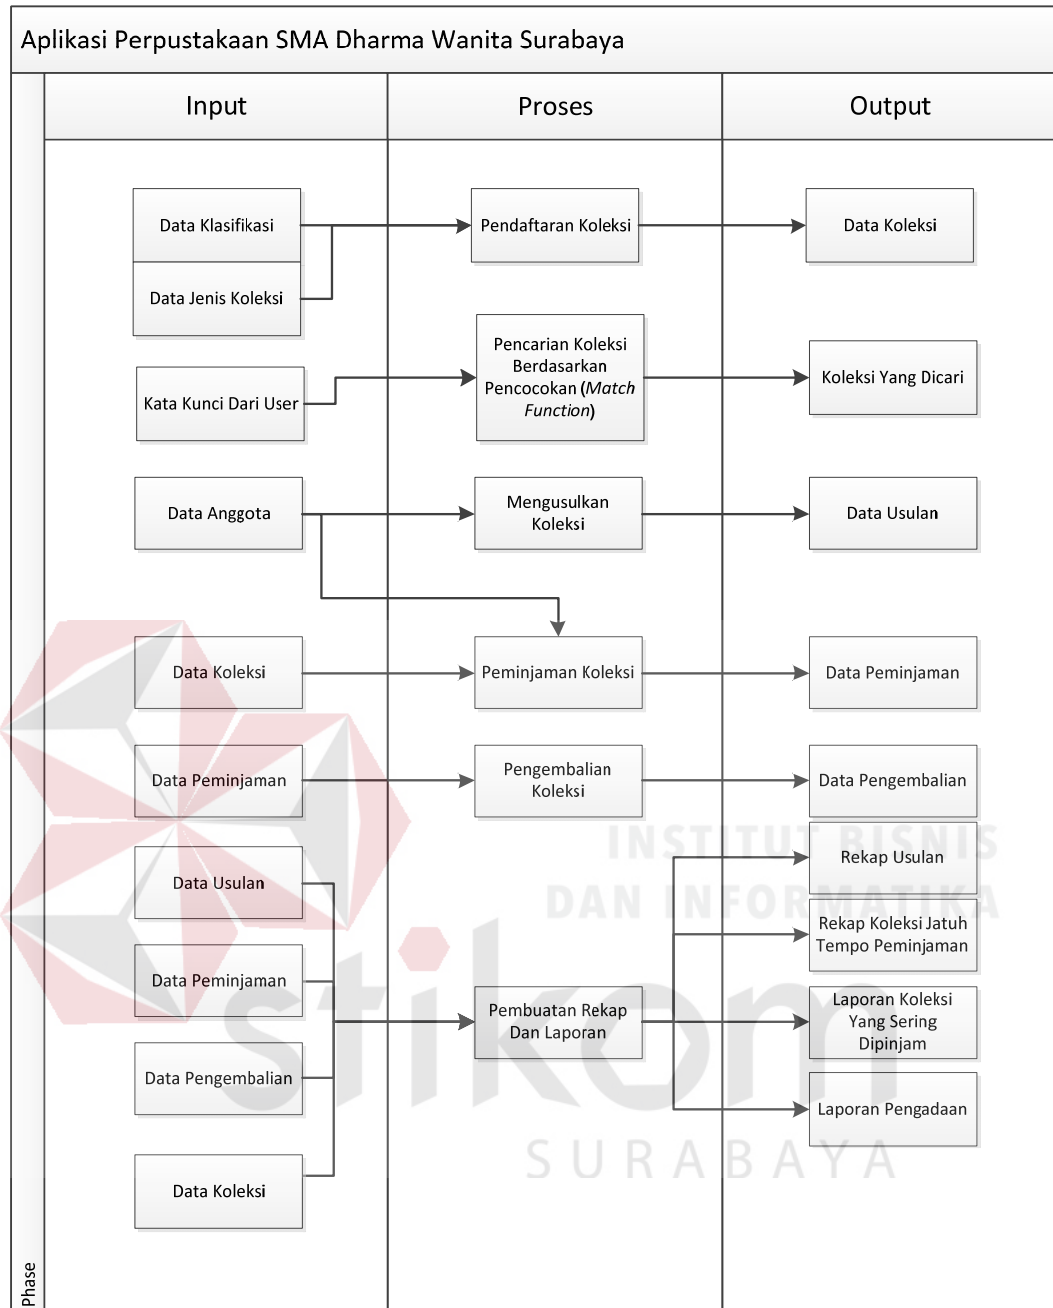 Aplikasi Perpustakaan SMA Dharma Wanita Surabaya
Input
Proses
Output
Data Klasifikasi
Pendaftaran Koleksi
Data Koleksi
Data Jenis Koleksi
Kata Kunci Dari User
Pencarian Koleksi
Berdasarkan
Pencocokan (Match
Function)
Koleksi Yang Dicari
Data Anggota
Mengusulkan
Koleksi
Data Usulan
Data Koleksi
Peminjaman Koleksi
Data Peminjaman
Data Peminjaman
Pengembalian
Koleksi
Data Pengembalian
Data Usulan
Data Peminjaman
Data Pengembalian
Data Koleksi
Pembuatan Rekap
Dan Laporan
Rekap Usulan
Rekap Koleksi Jatuh
Tempo Peminjaman
Laporan Koleksi
Yang Sering
Dipinjam
Laporan Pengadaan
Phase
INSTITUT BISNIS
DAN INFORMATIKA
stikom
SURABAYA